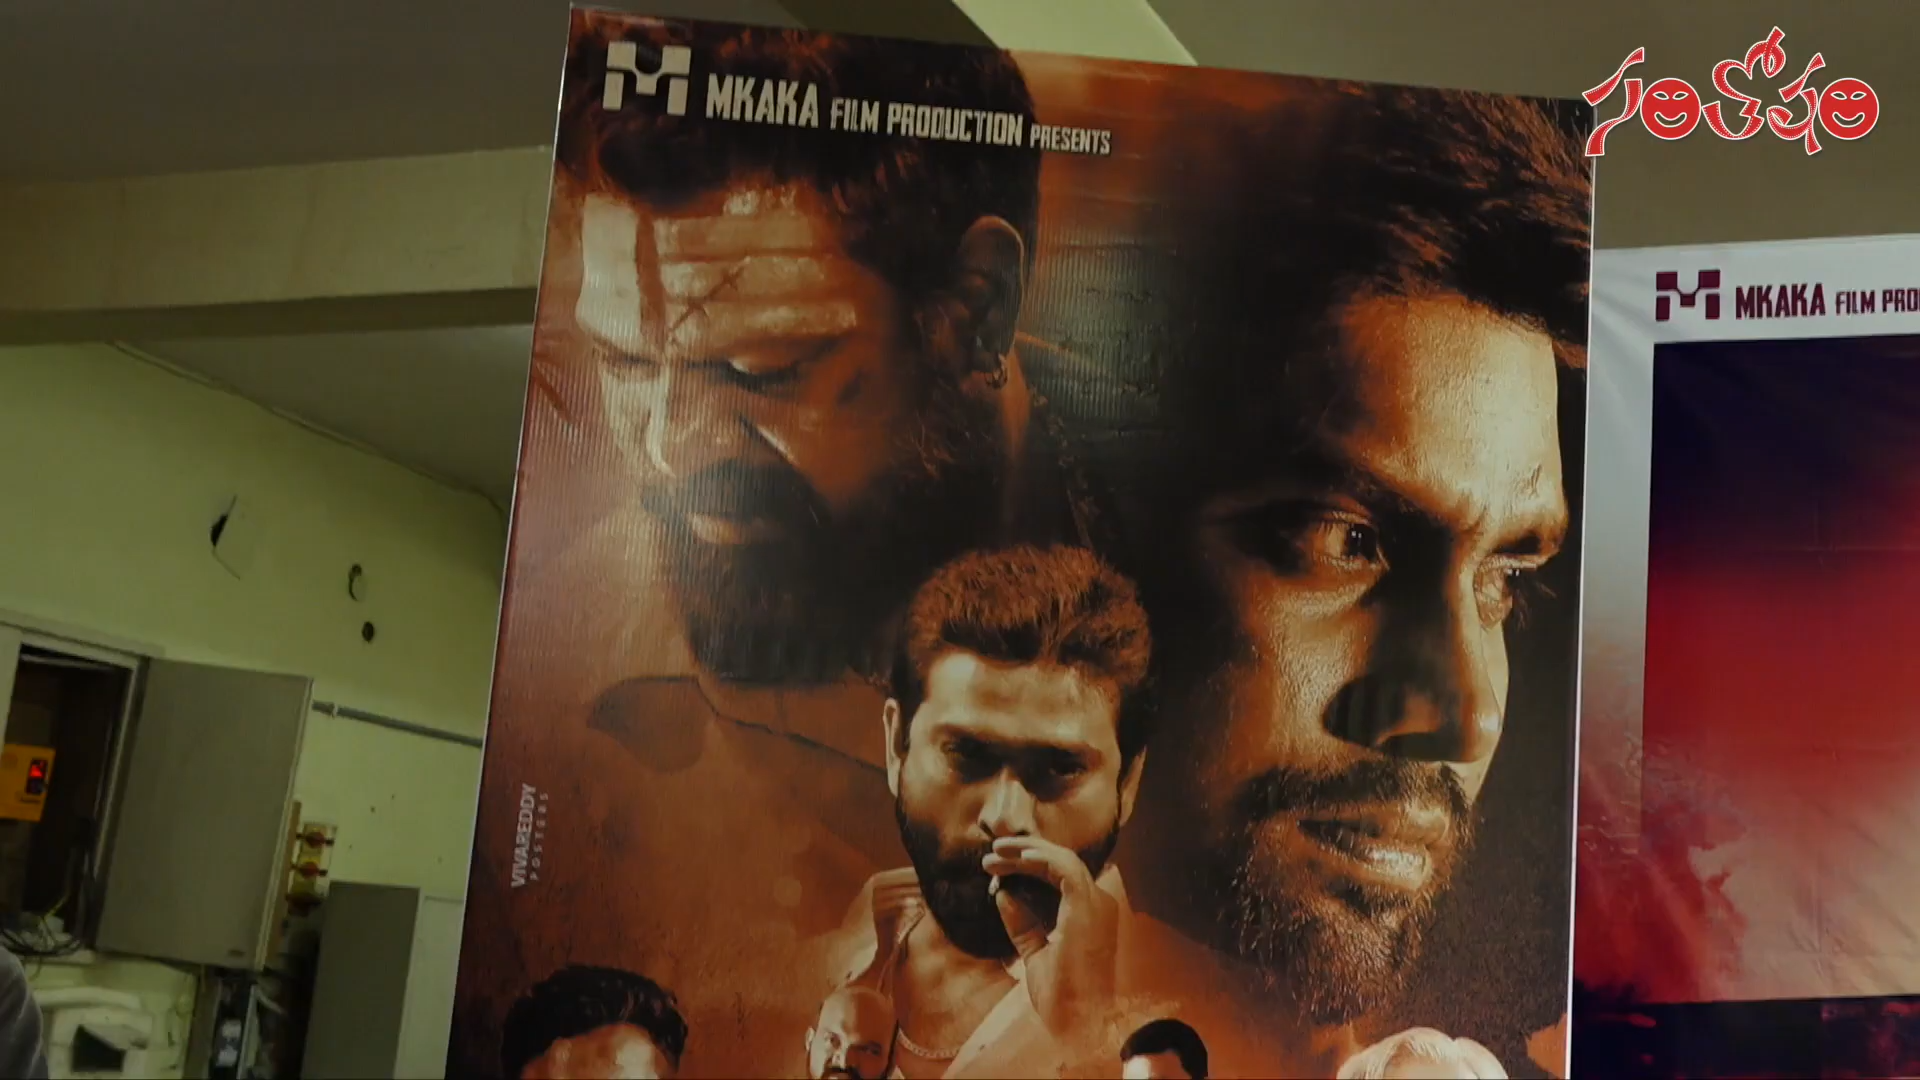 MKAKA FILM PRODUCTION PRESENTS
సంతోషం
MKAKA FILM PRO
VIVAREDDY
POSTERS